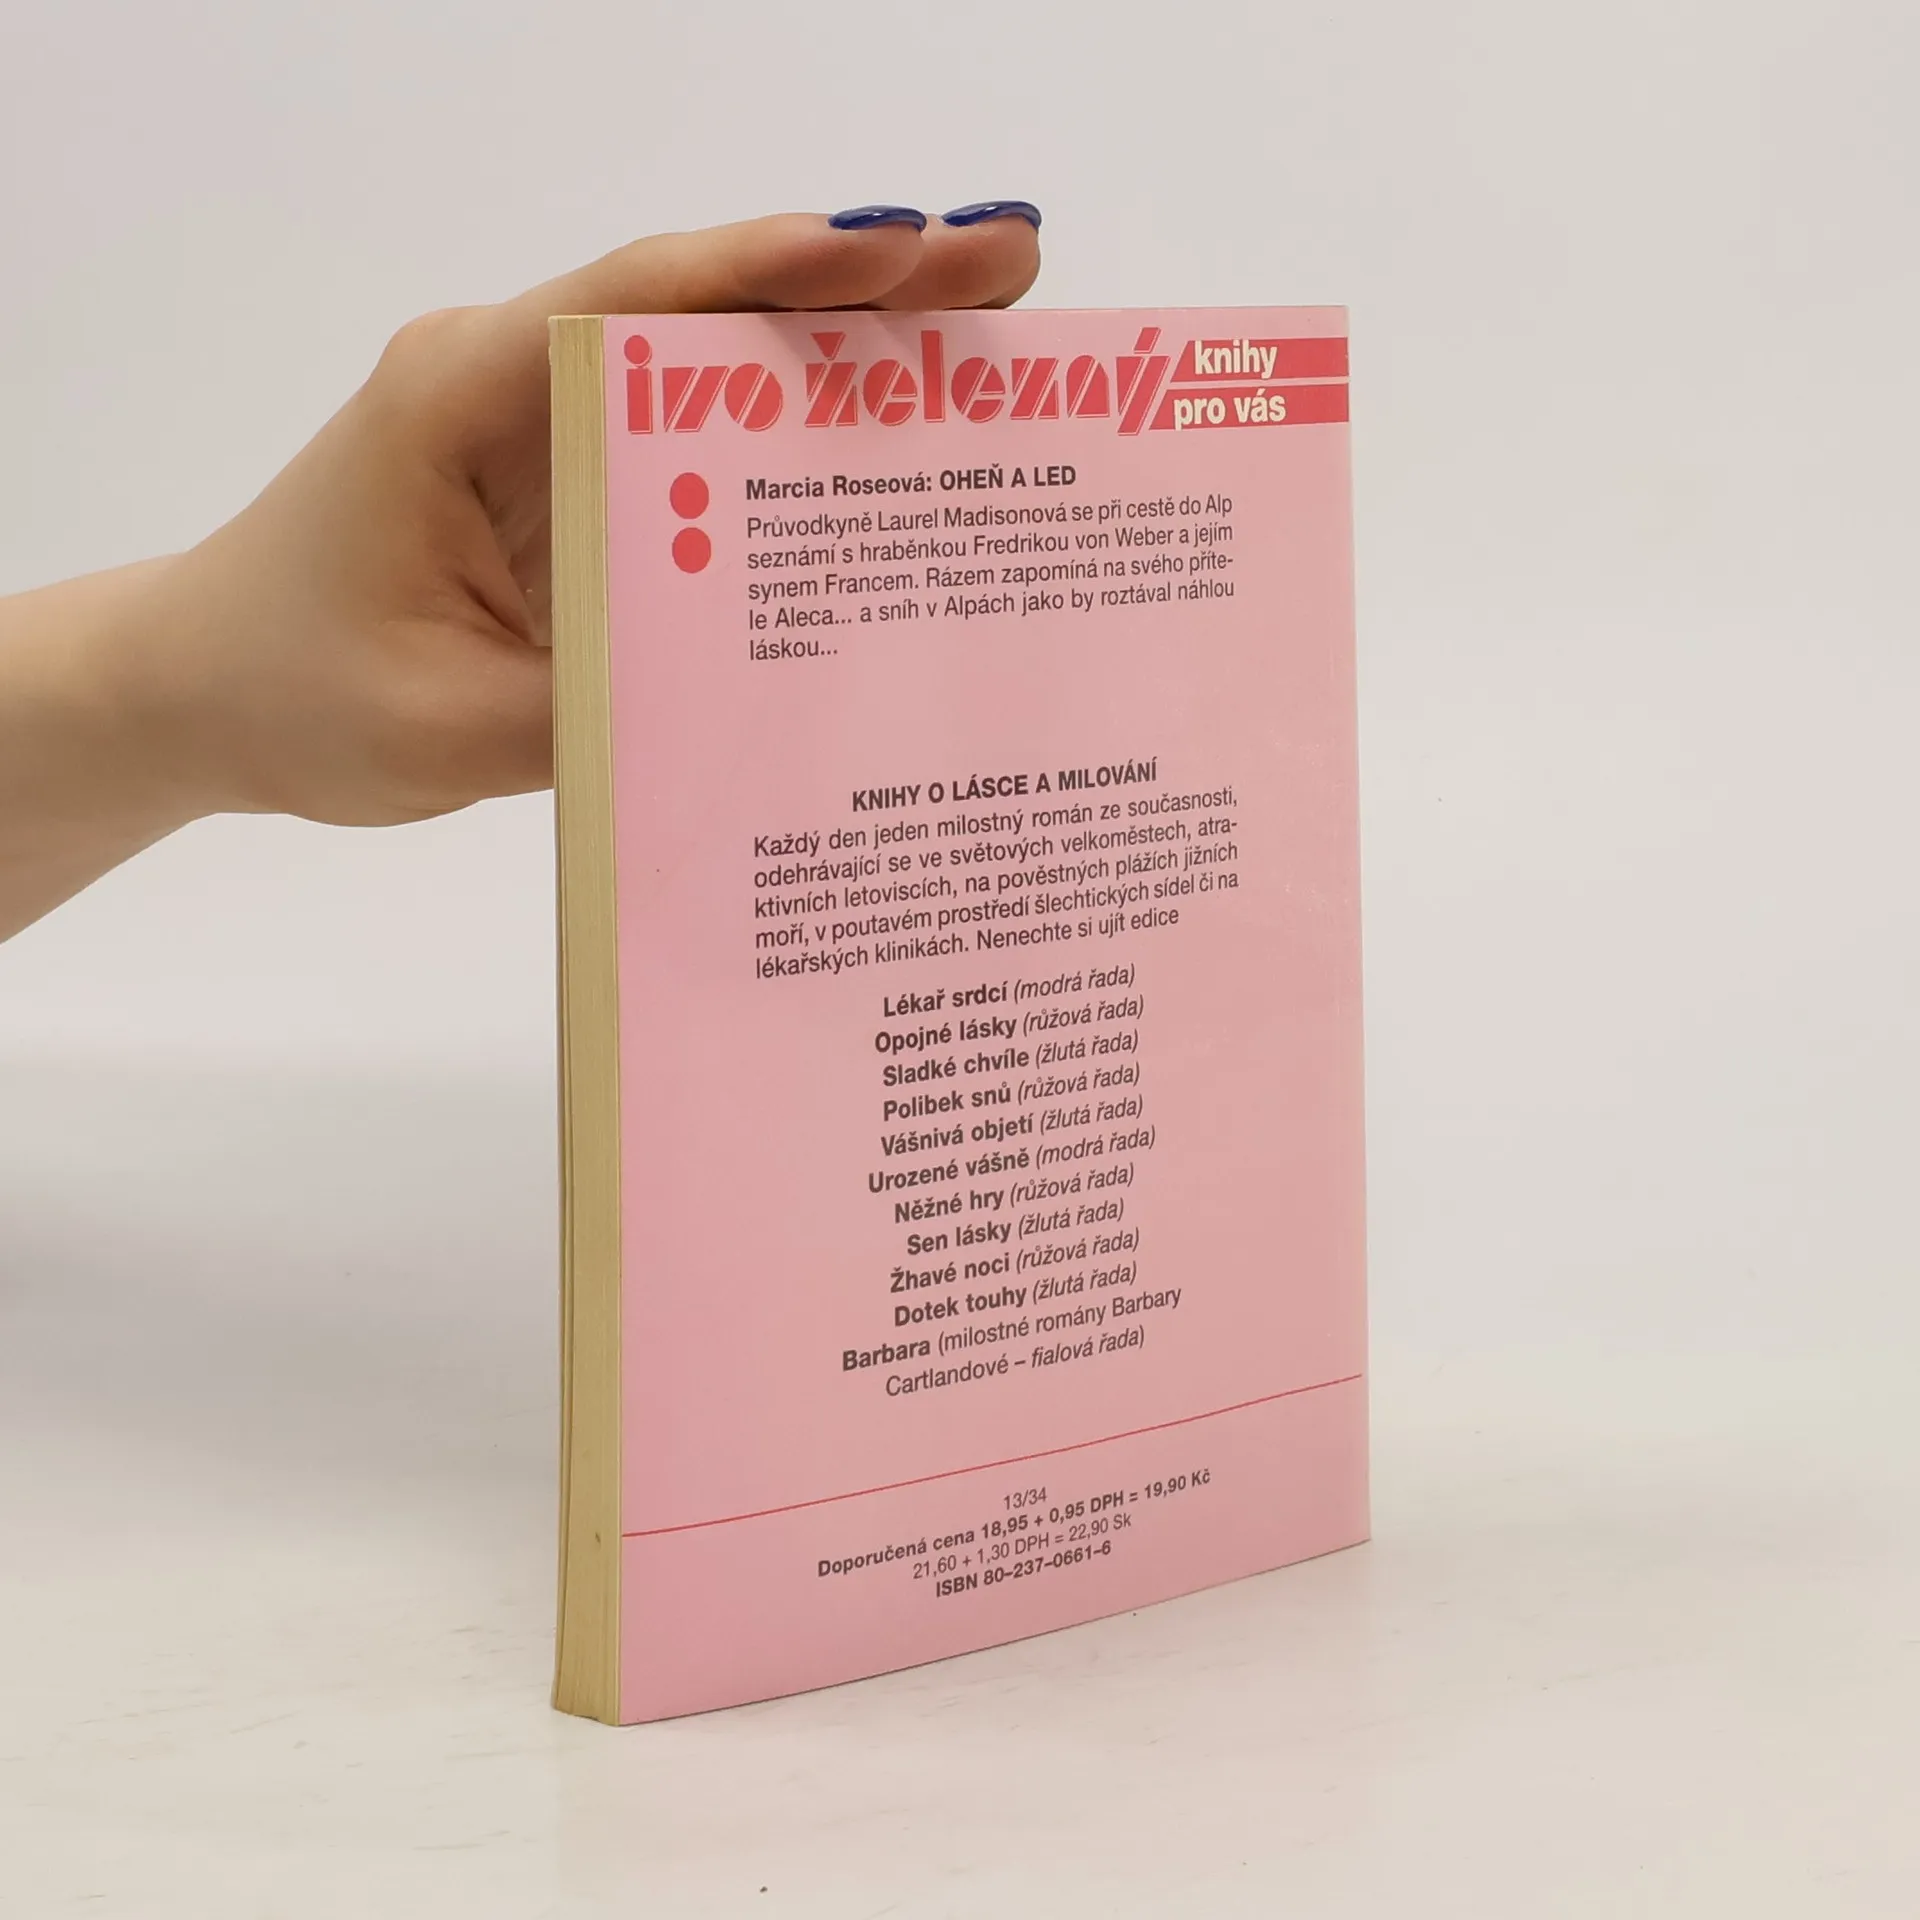 ivo železný
knihy
pro vás
Marcia Roseová: OHEŇ A LED
Průvodkyně Laurel Madisonová se při cestě do Alp
seznámí s hraběnkou Fredrikou von Weber a jejím
synem Francem. Rázem zapomíná na svého příte-
le Aleca... a sníh v Alpách jako by roztával náhlou
láskou...
KNIHY O LÁSCE A MILOVÁNÍ
Každý den jeden milostný román ze současnosti,
odehrávající se ve světových velkoměstech, atra-
ktivních letoviscích, na pověstných plážích jižních
moří, v poutavém prostředí šlechtických sídel či na
lékařských klinikách. Nenechte si ujít edice
Lékař srdcí (modrá řada)
Opojné lásky (růžová řada)
Sladké chvíle (žlutá řada)
Polibek snů (růžová řada)
Vášnivá objetí (žlutá řada)
Urozené vášně (modrá řada)
Něžné hry (růžová řada)
Sen lásky (žlutá řada)
Žhavé noci (růžová řada)
Dotek touhy (žlutá řada)
Barbara (milostné romány Barbary
Cartlandové – fialová řada)
13/34
Doporučená cena 18,95 + 0,95 DPH = 19,90 Kč
21,60 + 1,30 DPH = 22,90 Sk
ISBN 80–237–0661–6